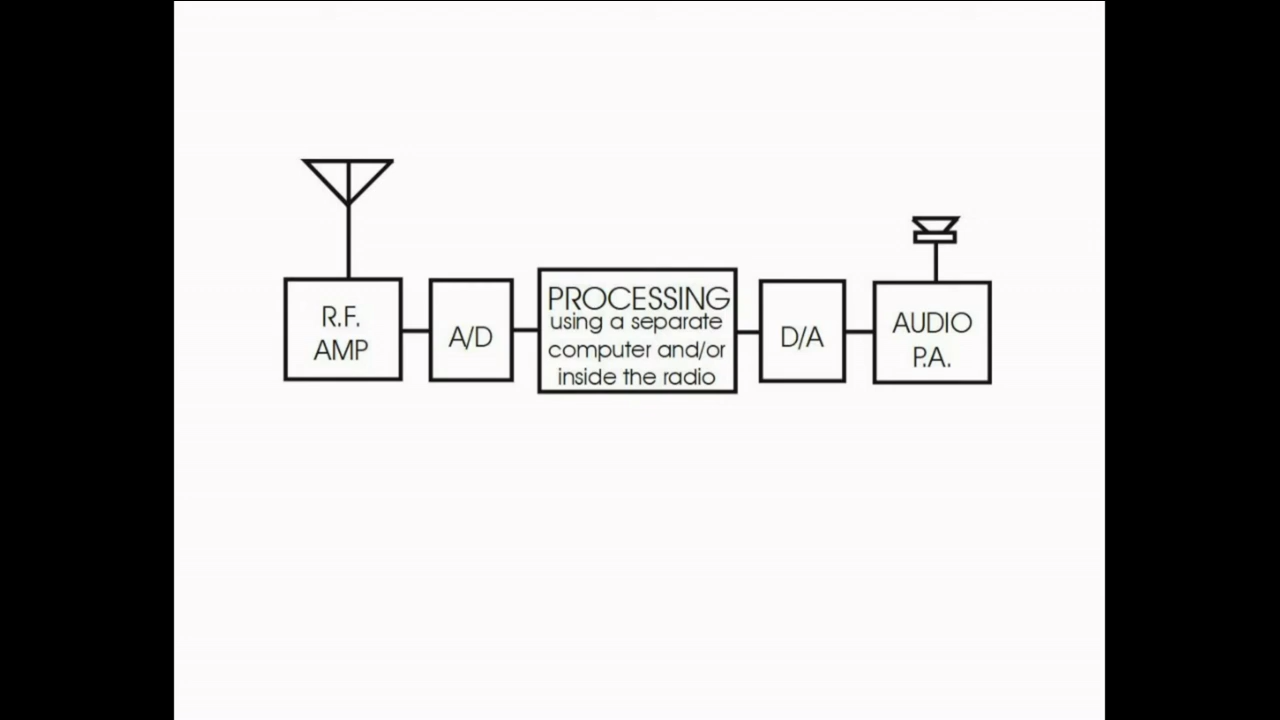 R.F.
AMP
A/D
PROCESSING
using a separate
computer and/or
inside the radio
D/A
AUDIO
P.A.